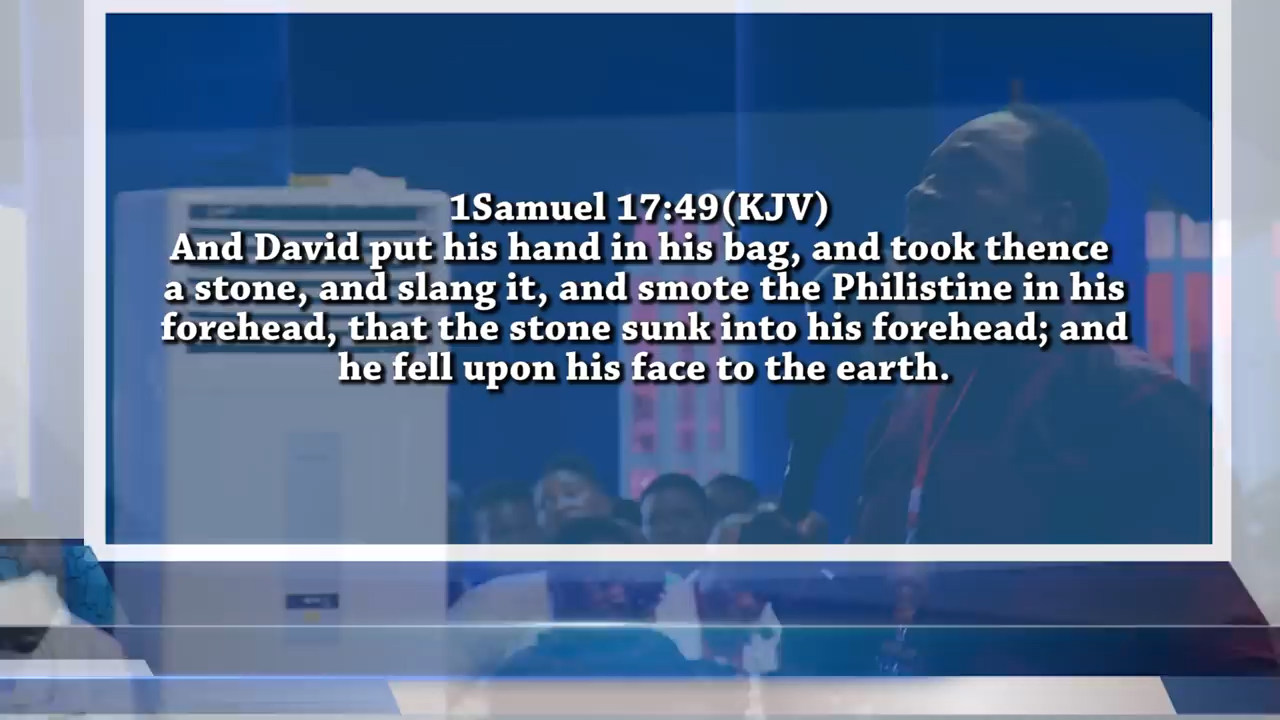 1Samuel 17:49(KJV)
And David put his hand in his bag, and took thence
a stone, and slang it, and smote the Philistine in his
forehead, that the stone sunk into his forehead; and
he fell upon his face to the earth.